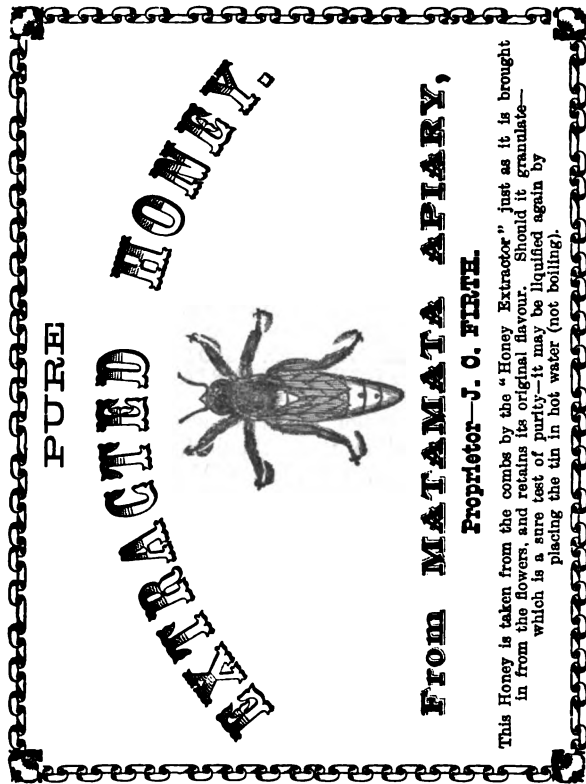 PURE
EXTRACTED HONEY.
From MATAMATA APIARY,
Proprietor—J. C. FIRTH.
This Honey is taken from the combs by the "Honey Extractor" just as it is brought
in from the flowers, and retains its original flavour. Should it granulate—
which is a sure test of purity—it may be liquified again by
placing the tin in hot water (not boiling).